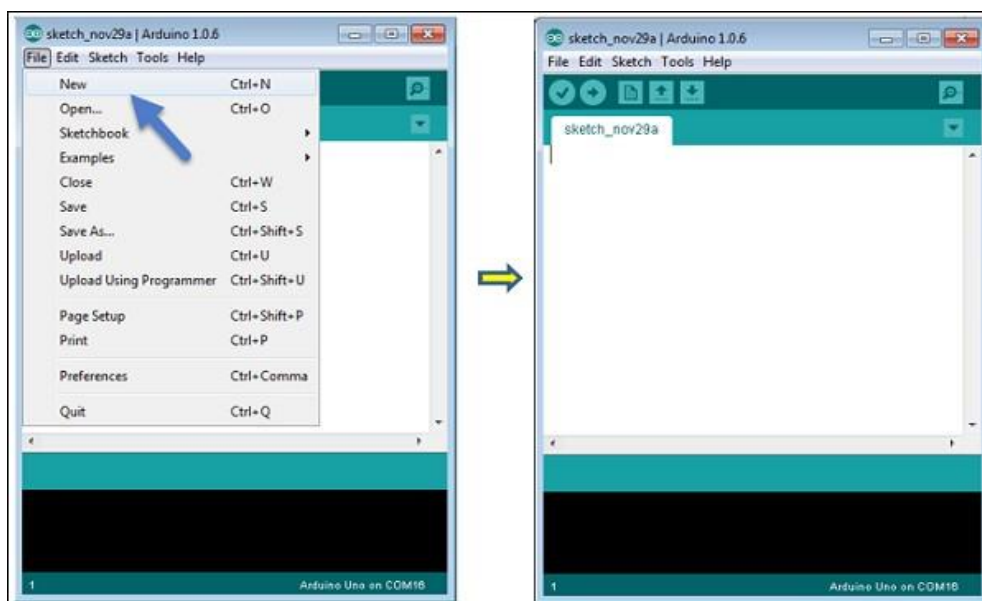 sketch_nov29a | Arduino 1.0.6
File Edit Sketch Tools Help
New Ctrl+N
Open... Ctrl+O
Sketchbook
Examples
Close Ctrl+W
Save Ctrl+S
Save As... Ctrl+Shift+S
Upload Ctrl+U
Upload Using Programmer Ctrl+Shift+U
Page Setup Ctrl+Shift+P
Print Ctrl+P
Preferences Ctrl+Comma
Quit Ctrl+Q
1 Arduino Uno on COM16
sketch_nov29a | Arduino 1.0.6
File Edit Sketch Tools Help
sketch_nov29a
1 Arduino Uno on COM16